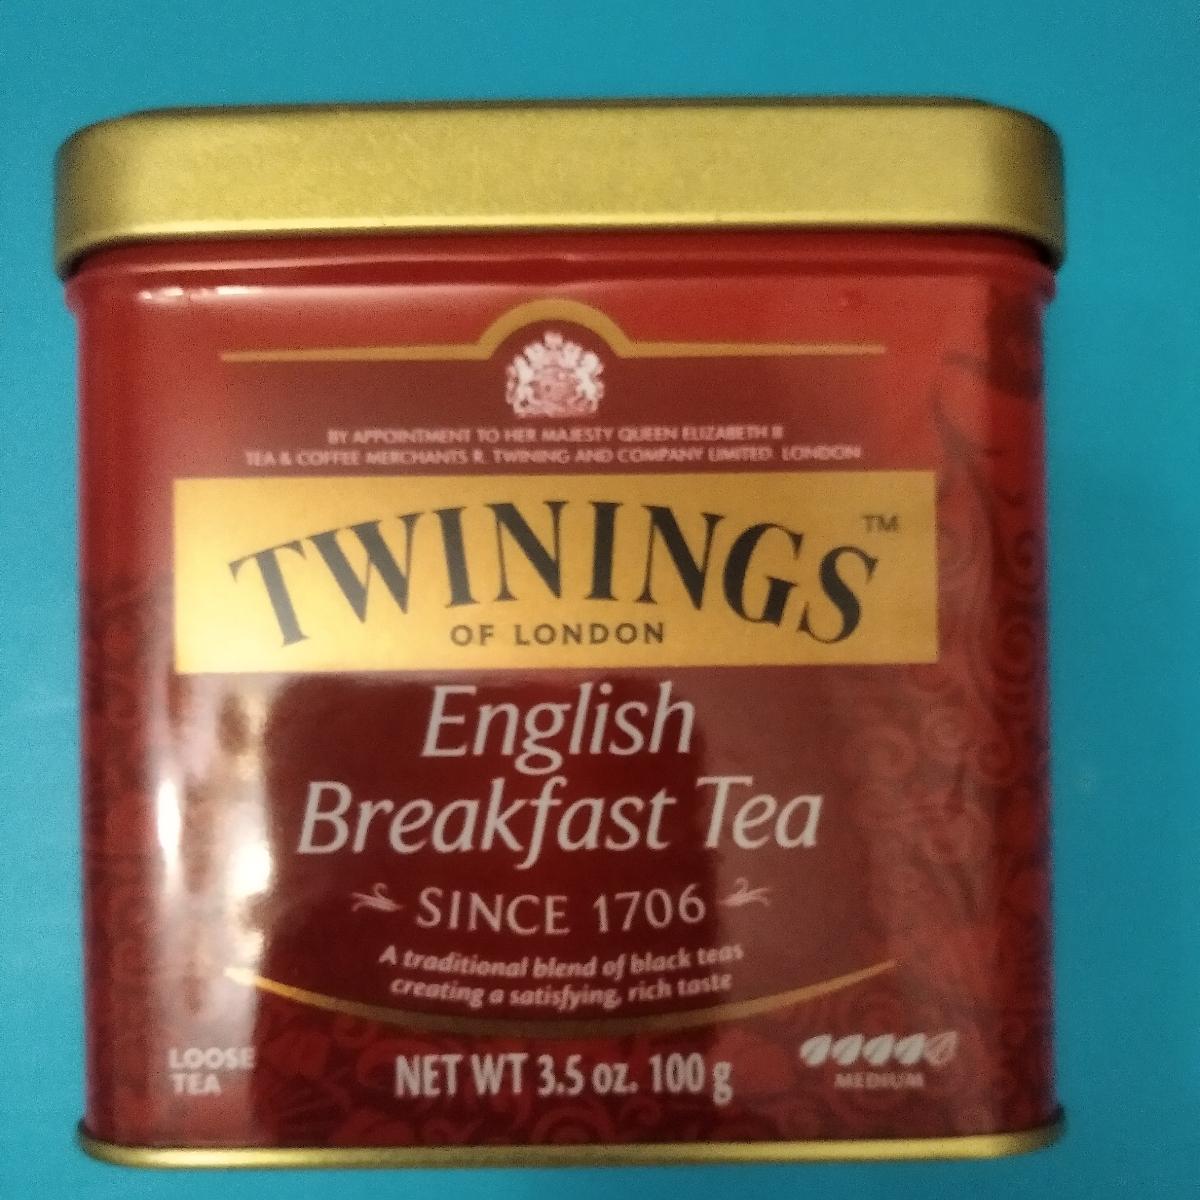 BY APPOINTMENT TO HER MAJESTY QUEEN ELIZABETH II
TEA & COFFEE MERCHANTS R. TWINING AND COMPANY LIMITED. LONDON
TWININGS™
OF LONDON
English
Breakfast Tea
SINCE 1706
A traditional blend of black teas
creating a satisfying, rich taste
LOOSE
TEA
NET WT 3.5 oz. 100 g
MEDIUM